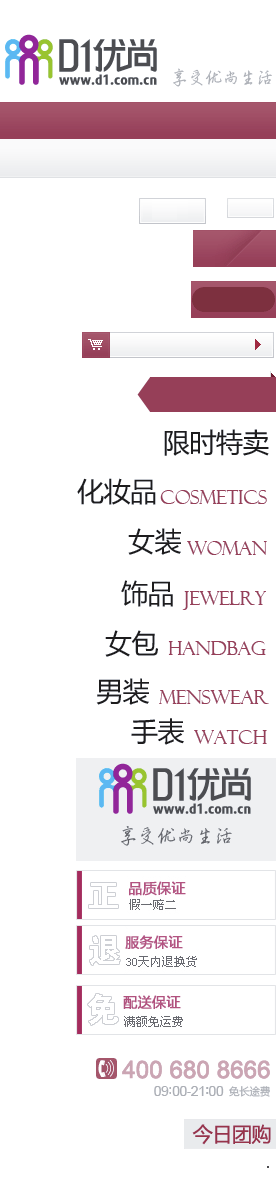 D1优尚
www.d1.com.cn 享受优尚生活
限时特卖
化妆品 COSMETICS
女装 WOMAN
饰品 JEWELRY
女包 HANDBAG
男装 MENSWEAR
手表 WATCH
D1优尚
www.d1.com.cn
享受优尚生活
正 品质保证
假一赔二
退 服务保证
30天内退换货
免 配送保证
满额免运费
400 680 8666
09:00-21:00 免长途费
今日团购